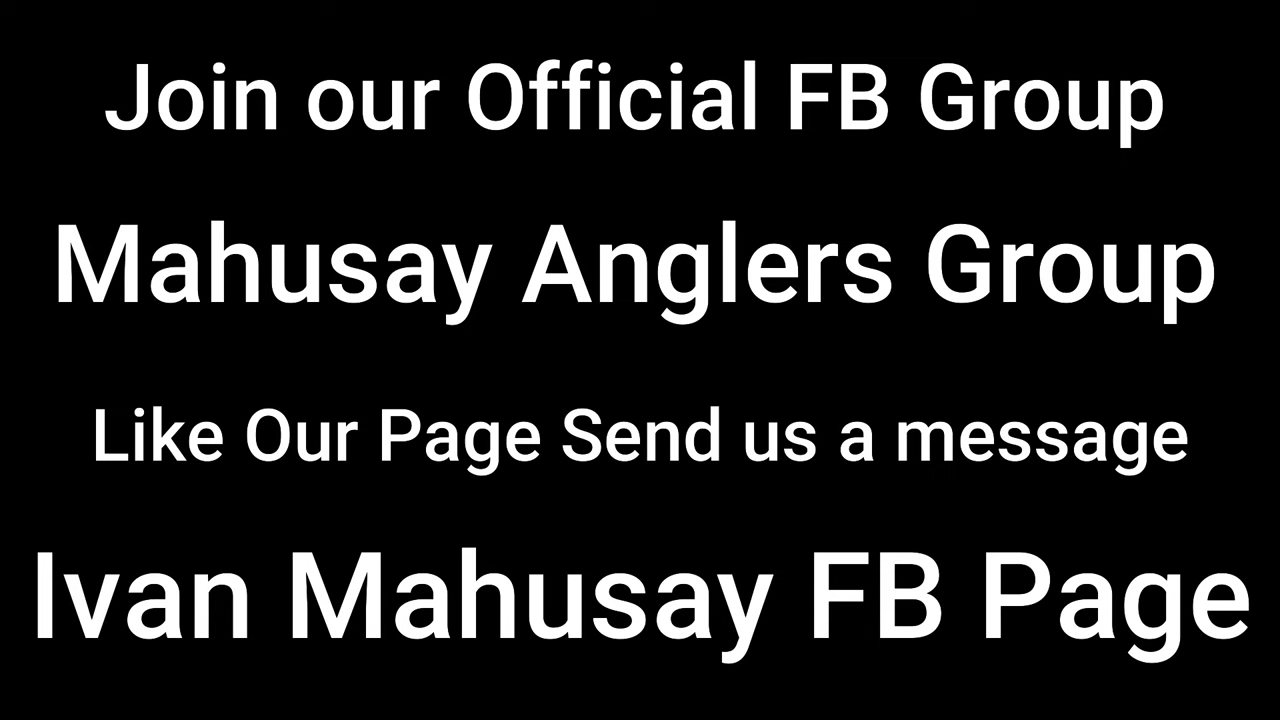 Join our Official FB Group
Mahusay Anglers Group
Like Our Page Send us a message
Ivan Mahusay FB Page